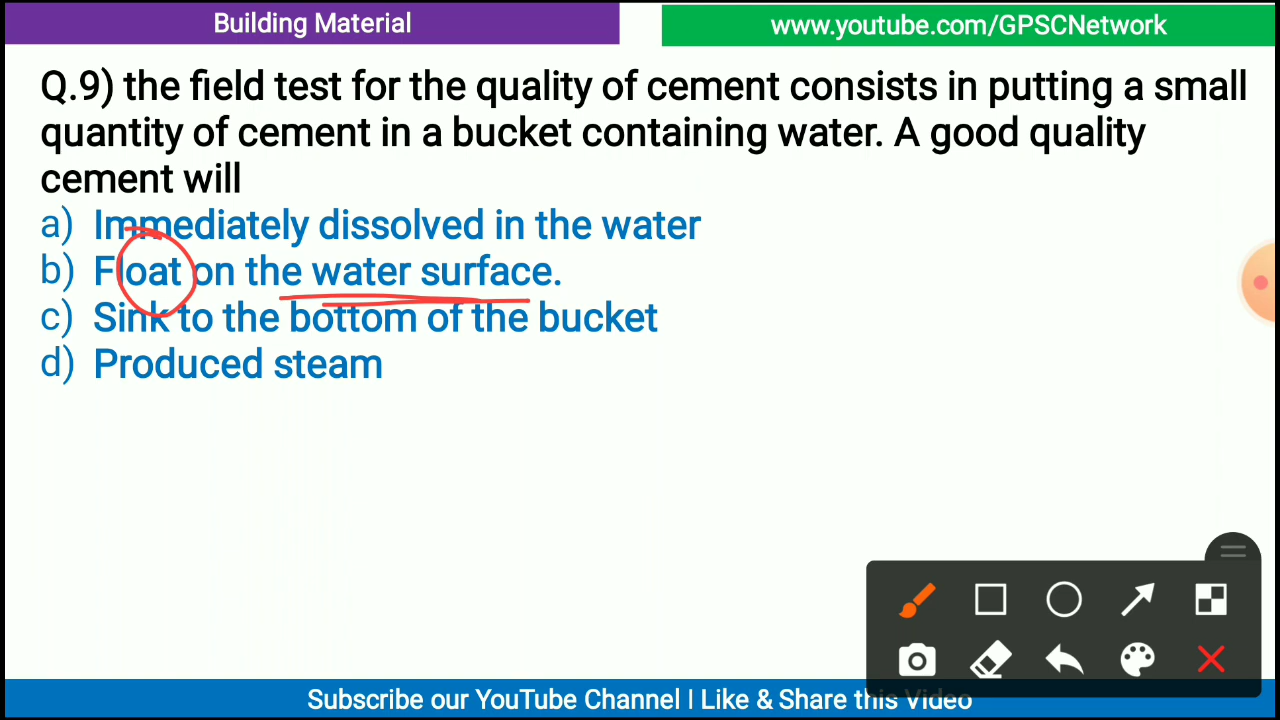 Building Material
www.youtube.com/GPSCNetwork
Q.9) the field test for the quality of cement consists in putting a small
quantity of cement in a bucket containing water. A good quality
cement will
a) Immediately dissolved in the water
b) Float on the water surface.
c) Sink to the bottom of the bucket
d) Produced steam
Subscribe our YouTube Channel I Like & Share this Video